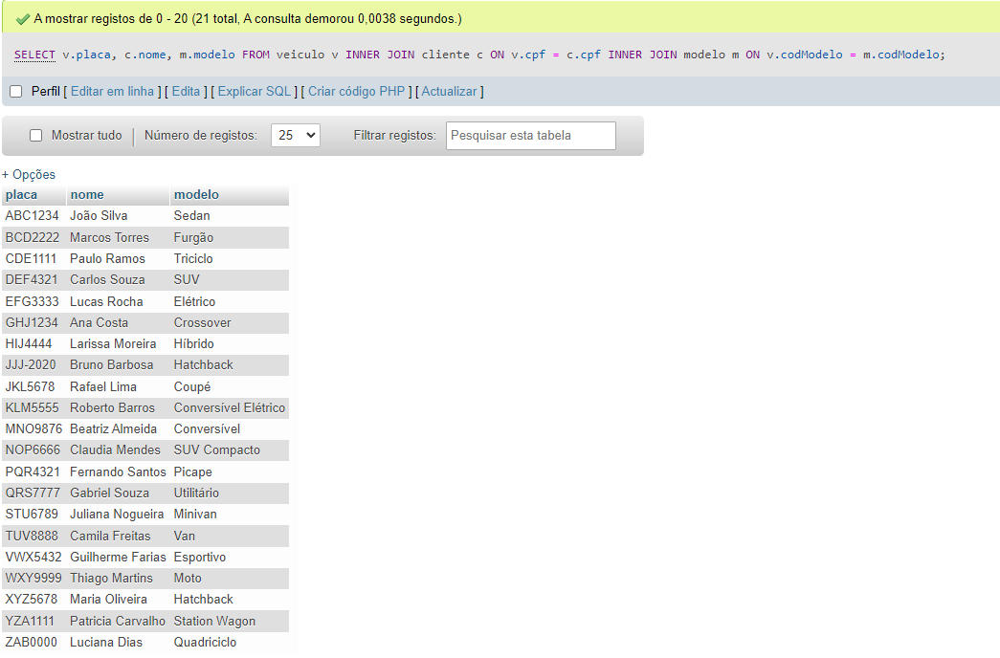 A mostrar registos de 0 - 20 (21 total, A consulta demorou 0,0038 segundos.)
SELECT v.placa, c.nome, m.modelo FROM veiculo v INNER JOIN cliente c ON v.cpf = c.cpf INNER JOIN modelo m ON v.codModelo = m.codModelo;
Perfil [ Editar em linha ] [ Edita ] [ Explicar SQL ] [ Criar código PHP ] [ Actualizar ]
Mostrar tudo Número de registos: 25 Filtrar registos: Pesquisar esta tabela
+ Opções
placa nome modelo
ABC1234 João Silva Sedan
BCD2222 Marcos Torres Furgão
CDE1111 Paulo Ramos Triciclo
DEF4321 Carlos Souza SUV
EFG3333 Lucas Rocha Elétrico
GHJ1234 Ana Costa Crossover
HIJ4444 Larissa Moreira Híbrido
JJJ-2020 Bruno Barbosa Hatchback
JKL5678 Rafael Lima Coupé
KLM5555 Roberto Barros Conversível Elétrico
MNO9876 Beatriz Almeida Conversível
NOP6666 Claudia Mendes SUV Compacto
PQR4321 Fernando Santos Picape
QRS7777 Gabriel Souza Utilitário
STU6789 Juliana Nogueira Minivan
TUV8888 Camila Freitas Van
VWX5432 Guilherme Farias Esportivo
WXY9999 Thiago Martins Moto
XYZ5678 Maria Oliveira Hatchback
YZA1111 Patricia Carvalho Station Wagon
ZAB0000 Luciana Dias Quadriciclo